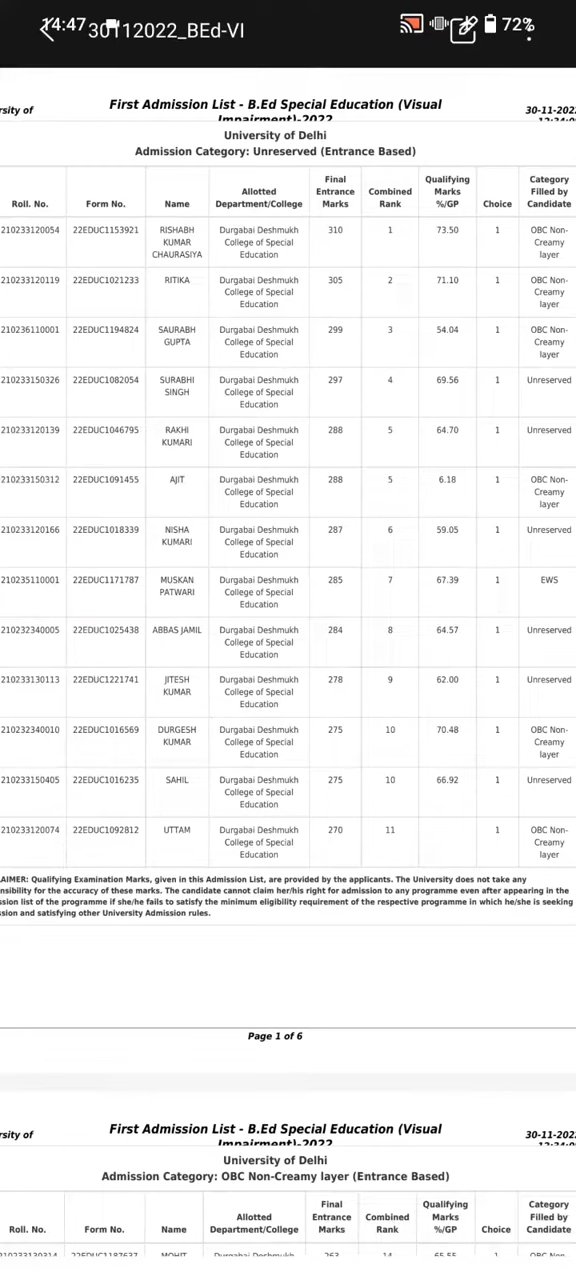 14:47 30112022_BEd-VI 72%
First Admission List - B.Ed Special Education (Visual
Impairment)-2022
30-11-202
University of Delhi
Admission Category: Unreserved (Entrance Based)
Roll. No. Form No. Name Allotted Department/College Final Entrance Marks Combined Rank Qualifying Marks %/GP Choice Category Filled by Candidate
210233120054 22EDUC1153921 RISHABH KUMAR CHAURASIYA Durgabai Deshmukh College of Special Education 310 1 73.50 1 OBC Non-Creamy layer
210233120119 22EDUC1021233 RITIKA Durgabai Deshmukh College of Special Education 305 2 71.10 1 OBC Non-Creamy layer
210236110001 22EDUC1194824 SAURABH GUPTA Durgabai Deshmukh College of Special Education 299 3 54.04 1 OBC Non-Creamy layer
210233150326 22EDUC1082054 SURABHI SINGH Durgabai Deshmukh College of Special Education 297 4 69.56 1 Unreserved
210233120139 22EDUC1046795 RAKHI KUMARI Durgabai Deshmukh College of Special Education 288 5 64.70 1 Unreserved
210233150312 22EDUC1091455 AJIT Durgabai Deshmukh College of Special Education 288 5 6.18 1 OBC Non-Creamy layer
210233120166 22EDUC1018339 NISHA KUMARI Durgabai Deshmukh College of Special Education 287 6 59.05 1 Unreserved
210235110001 22EDUC1171787 MUSKAN PATWARI Durgabai Deshmukh College of Special Education 285 7 67.39 1 EWS
210232340005 22EDUC1025438 ABBAS JAMIL Durgabai Deshmukh College of Special Education 284 8 64.57 1 Unreserved
210233130113 22EDUC1221741 JITESH KUMAR Durgabai Deshmukh College of Special Education 278 9 62.00 1 Unreserved
210232340010 22EDUC1016569 DURGESH KUMAR Durgabai Deshmukh College of Special Education 275 10 70.48 1 OBC Non-Creamy layer
210233150405 22EDUC1016235 SAHIL Durgabai Deshmukh College of Special Education 275 10 66.92 1 Unreserved
210233120074 22EDUC1092812 UTTAM Durgabai Deshmukh College of Special Education 270 11 1 OBC Non-Creamy layer
AIMER: Qualifying Examination Marks, given in this Admission List, are provided by the applicants. The University does not take any
nsibility for the accuracy of these marks. The candidate cannot claim her/his right for admission to any programme even after appearing in the
ssion list of the programme if she/he fails to satisfy the minimum eligibility requirement of the respective programme in which he/she is seeking
ssion and satisfying other University Admission rules.
Page 1 of 6
rsity of First Admission List - B.Ed Special Education (Visual 30-11-202
Impairment)-2022
University of Delhi
Admission Category: OBC Non-Creamy layer (Entrance Based)
Roll. No. Form No. Name Allotted Department/College Final Entrance Marks Combined Rank Qualifying Marks %/GP Choice Category Filled by Candidate